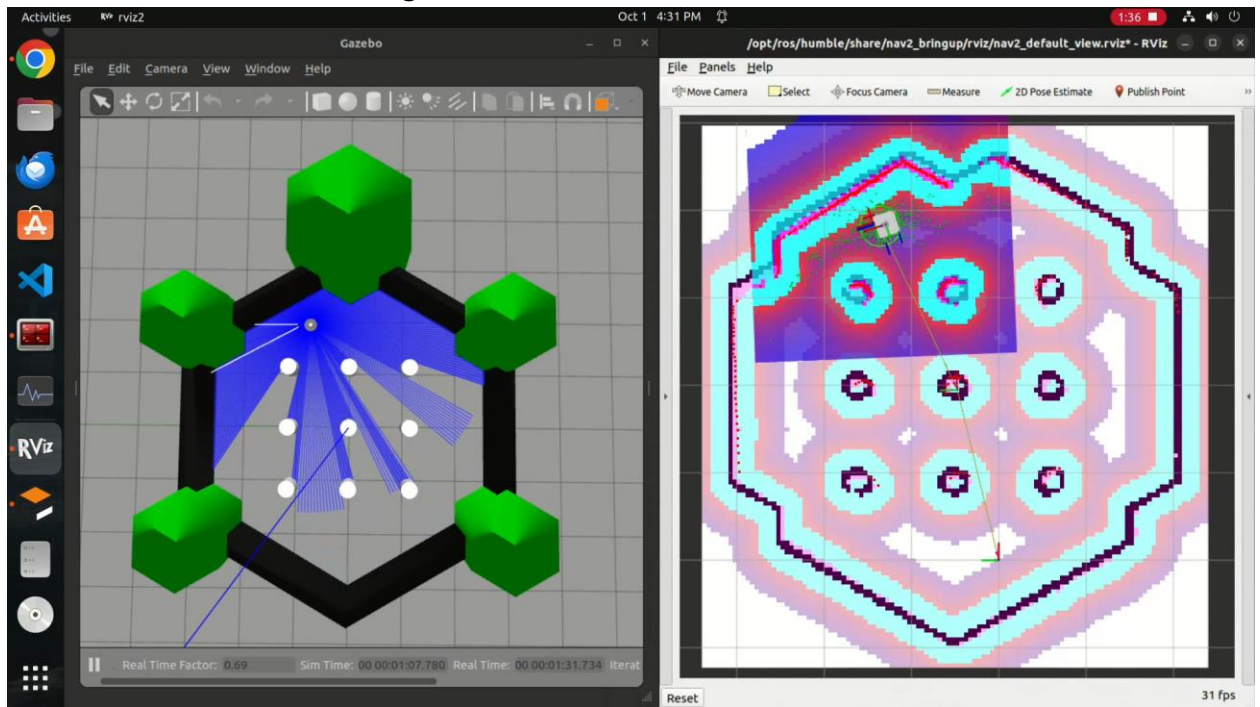 Activities rviz2 Oct 1 4:31 PM 1:36
Gazebo
File Edit Camera View Window Help
Real Time Factor: 0.69 Sim Time: 00 00:01:07.780 Real Time: 00 00:01:31.734 Iterat
/opt/ros/humble/share/nav2_bringup/rviz/nav2_default_view.rviz* - RViz
File Panels Help
Move Camera Select Focus Camera Measure 2D Pose Estimate Publish Point »
Reset 31 fps
RViz